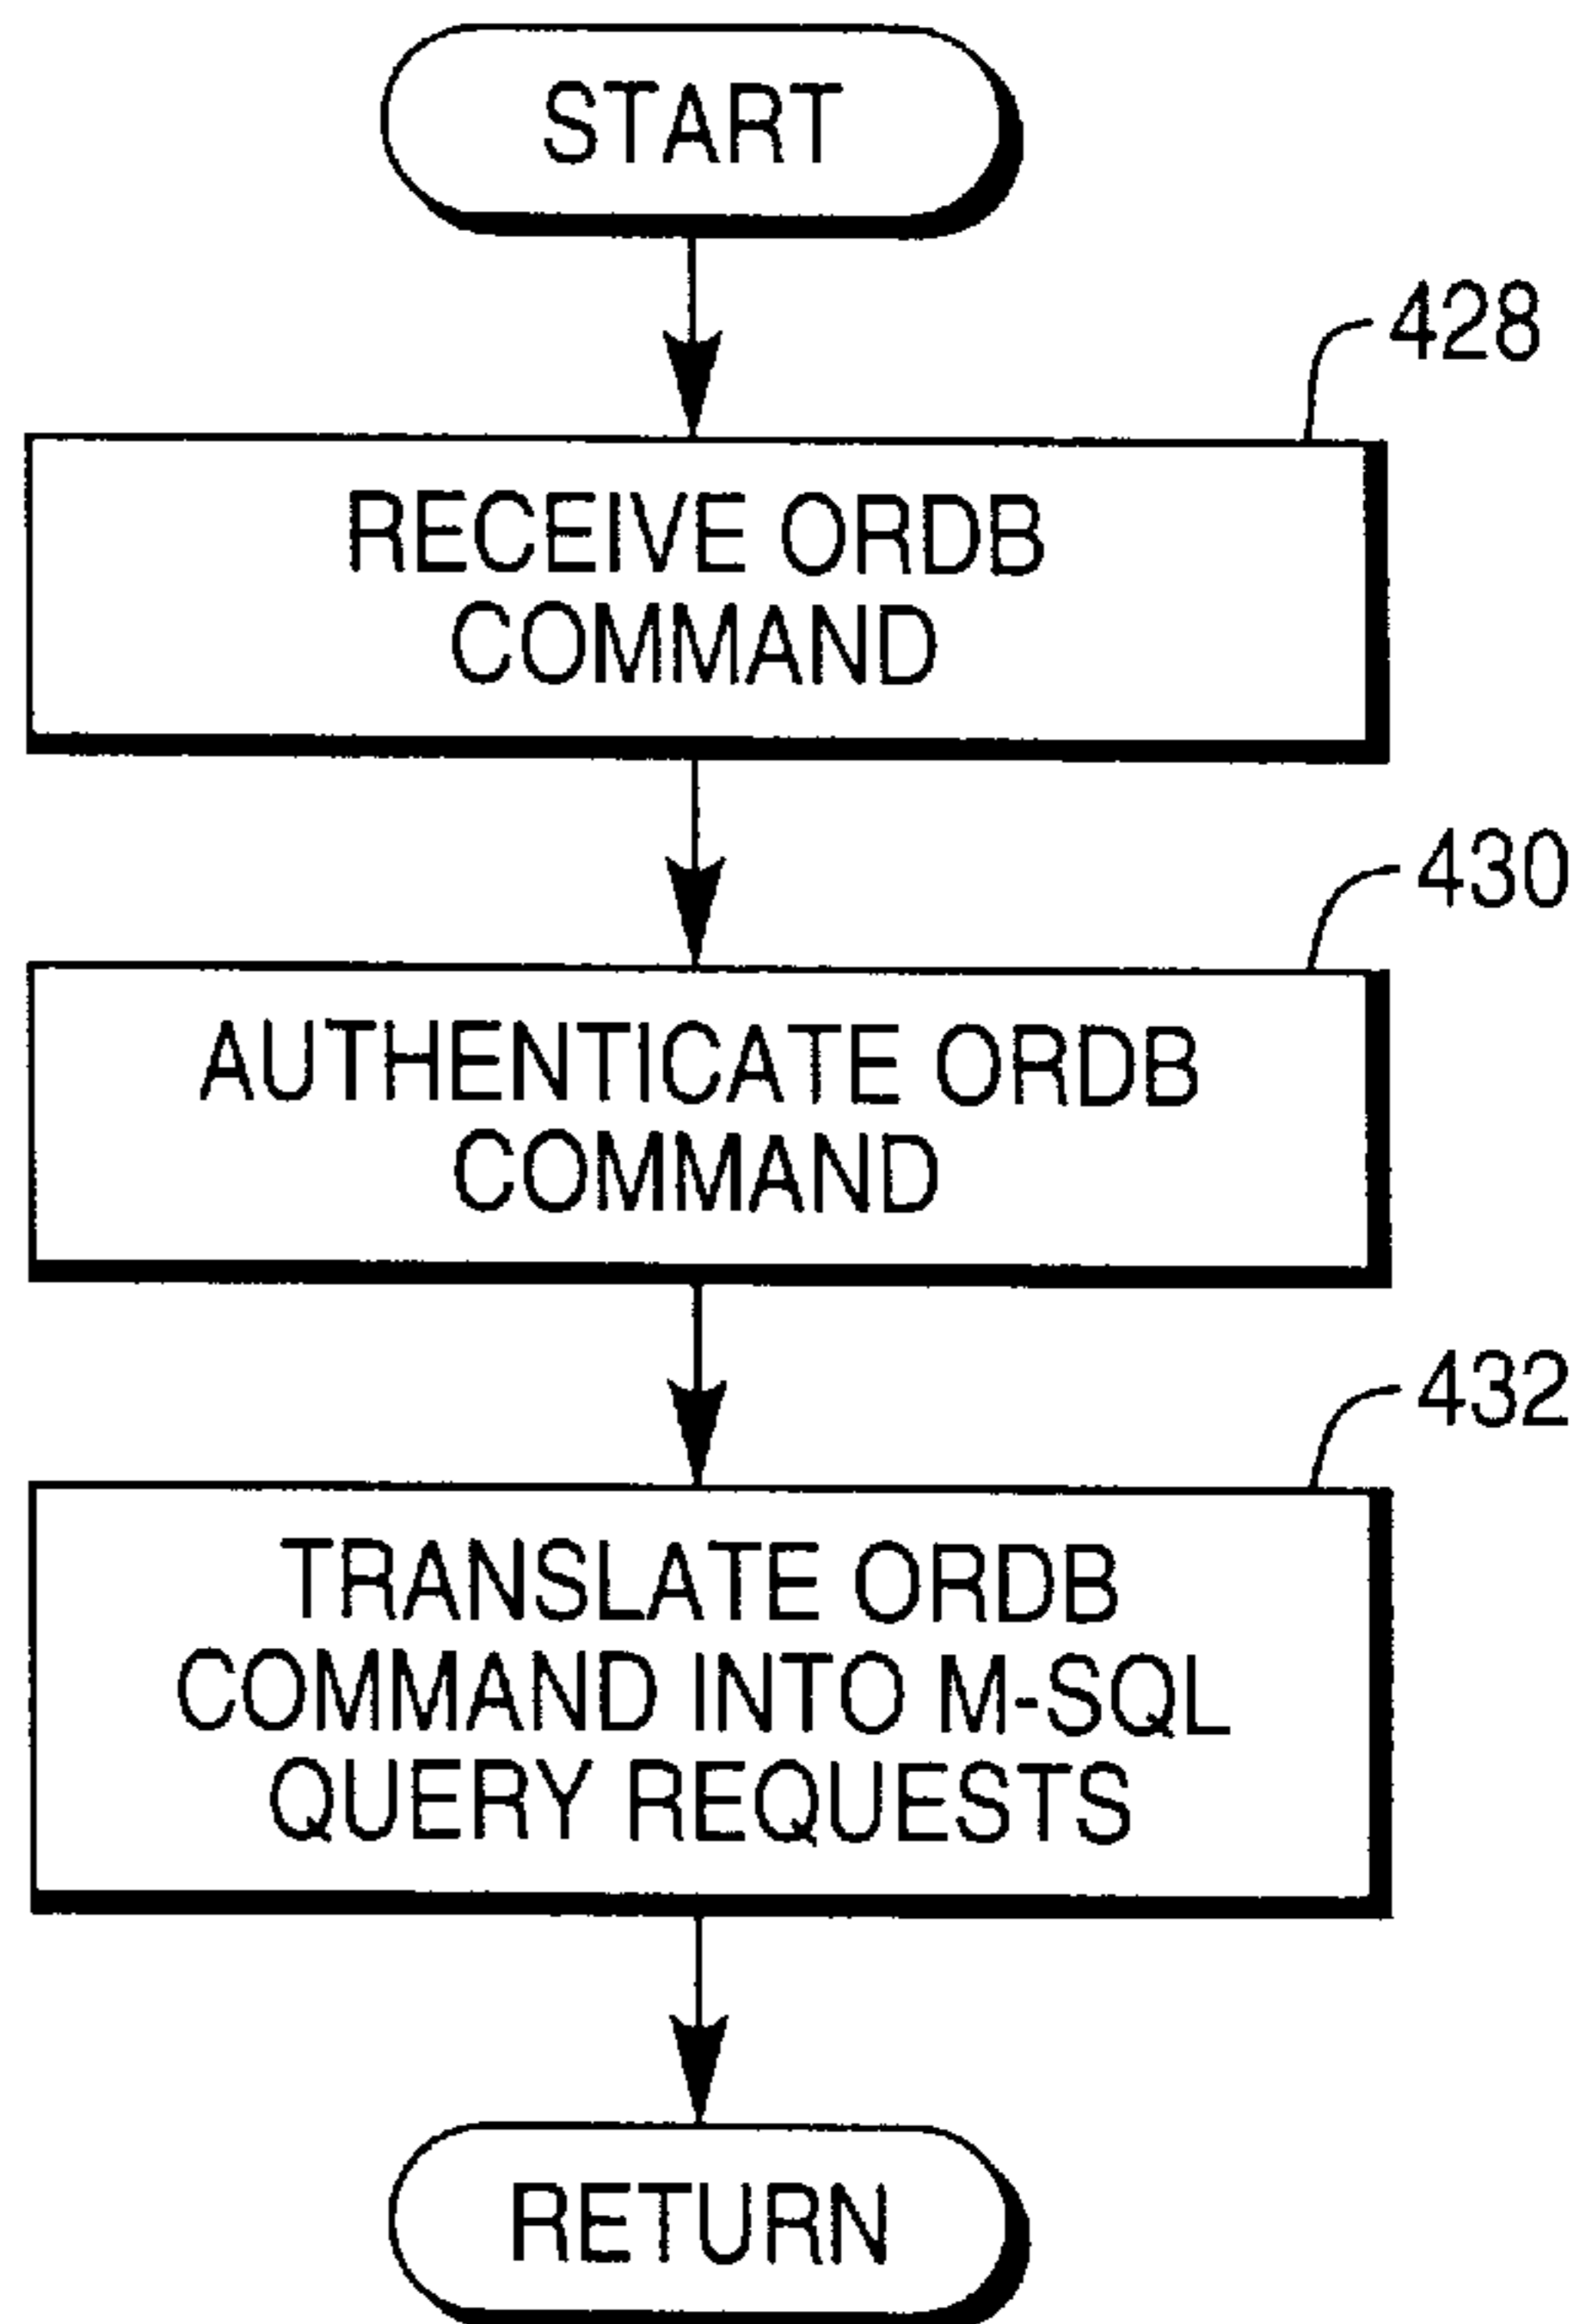 START
428
RECEIVE ORDB
COMMAND
430
AUTHENTICATE ORDB
COMMAND
432
TRANSLATE ORDB
COMMAND INTO M-SQL
QUERY REQUESTS
RETURN